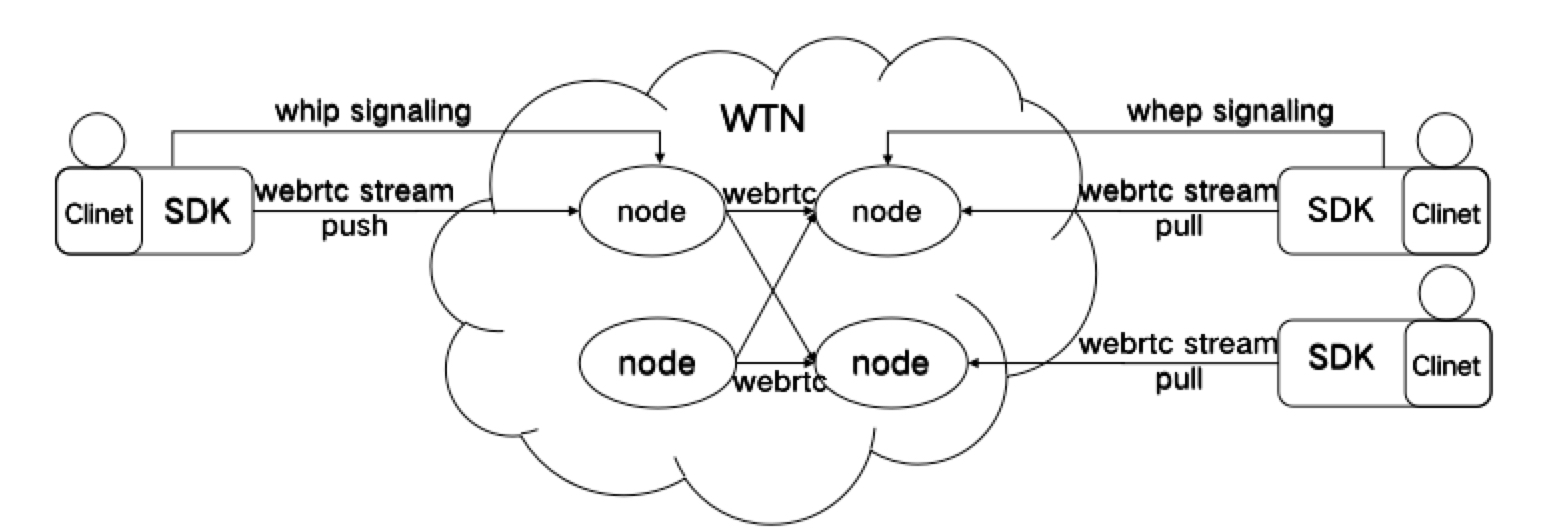 WTN
whip signaling
whep signaling
Clinet
SDK
webrtc stream
push
node
webrtc
node
webrtc stream
pull
SDK
Clinet
node
webrtc
node
webrtc stream
pull
SDK
Clinet